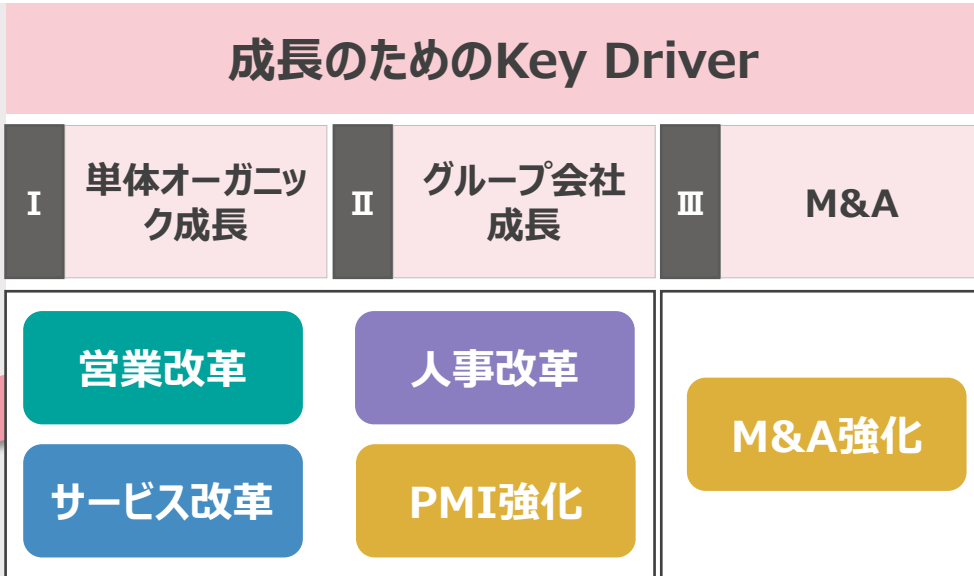 成長のためのKey Driver
Ⅰ
単体オーガニッ
ク成長
Ⅱ
グループ会社
成長
Ⅲ
M&A
営業改革
人事改革
M&A強化
サービス改革
PMI強化